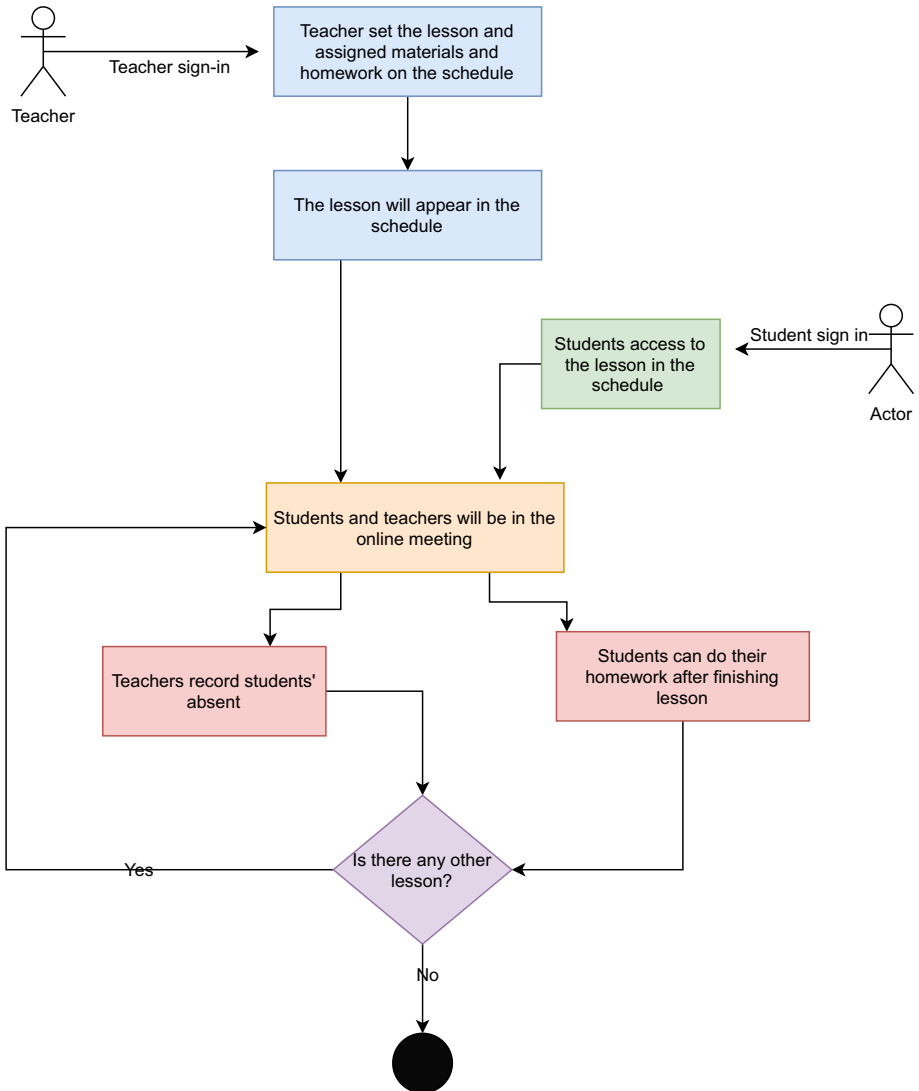 Teacher set the lesson and
assigned materials and
homework on the schedule
Teacher sign-in
Teacher
The lesson will appear in the
schedule
Students access to
the lesson in the
schedule
Student sign in
Actor
Students and teachers will be in the
online meeting
Teachers record students'
absent
Students can do their
homework after finishing
lesson
Is there any other
lesson?
Yes
No